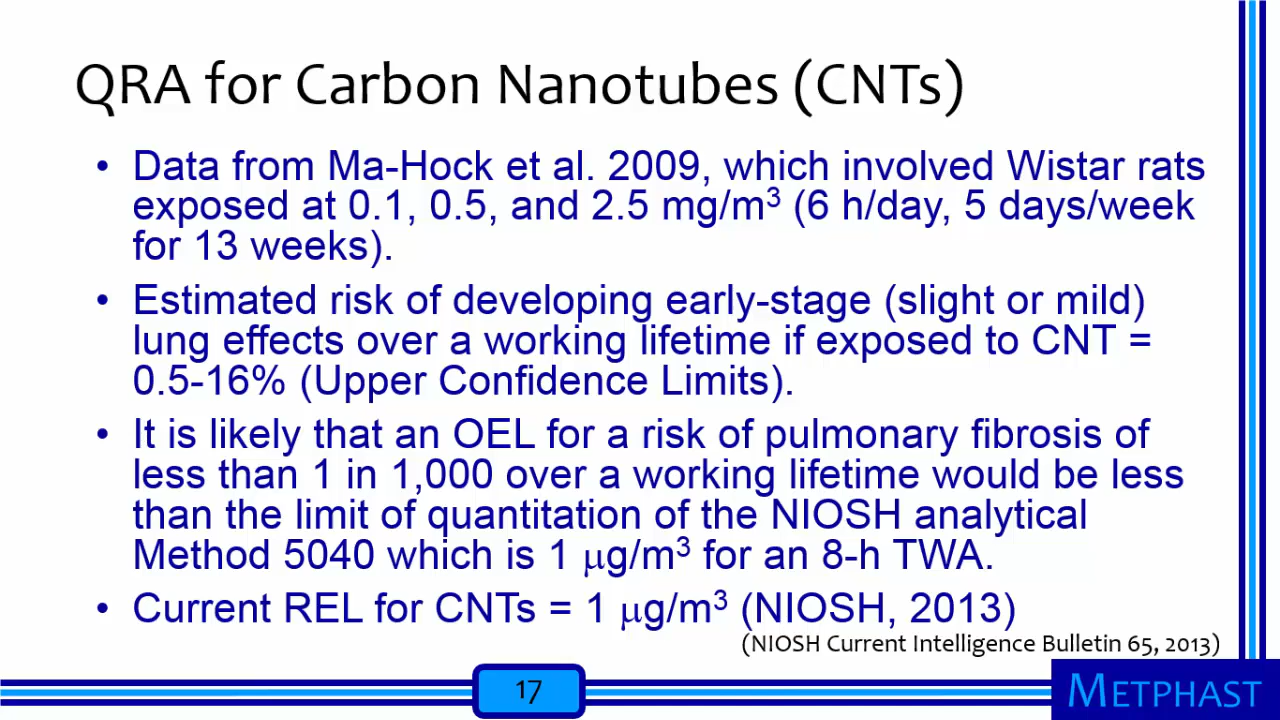 QRA for Carbon Nanotubes (CNTs)
• Data from Ma-Hock et al. 2009, which involved Wistar rats
exposed at 0.1, 0.5, and 2.5 mg/m³ (6 h/day, 5 days/week
for 13 weeks).
• Estimated risk of developing early-stage (slight or mild)
lung effects over a working lifetime if exposed to CNT =
0.5-16% (Upper Confidence Limits).
• It is likely that an OEL for a risk of pulmonary fibrosis of
less than 1 in 1,000 over a working lifetime would be less
than the limit of quantitation of the NIOSH analytical
Method 5040 which is 1 µg/m³ for an 8-h TWA.
• Current REL for CNTs = 1 µg/m³ (NIOSH, 2013)
(NIOSH Current Intelligence Bulletin 65, 2013)
17
METPHAST